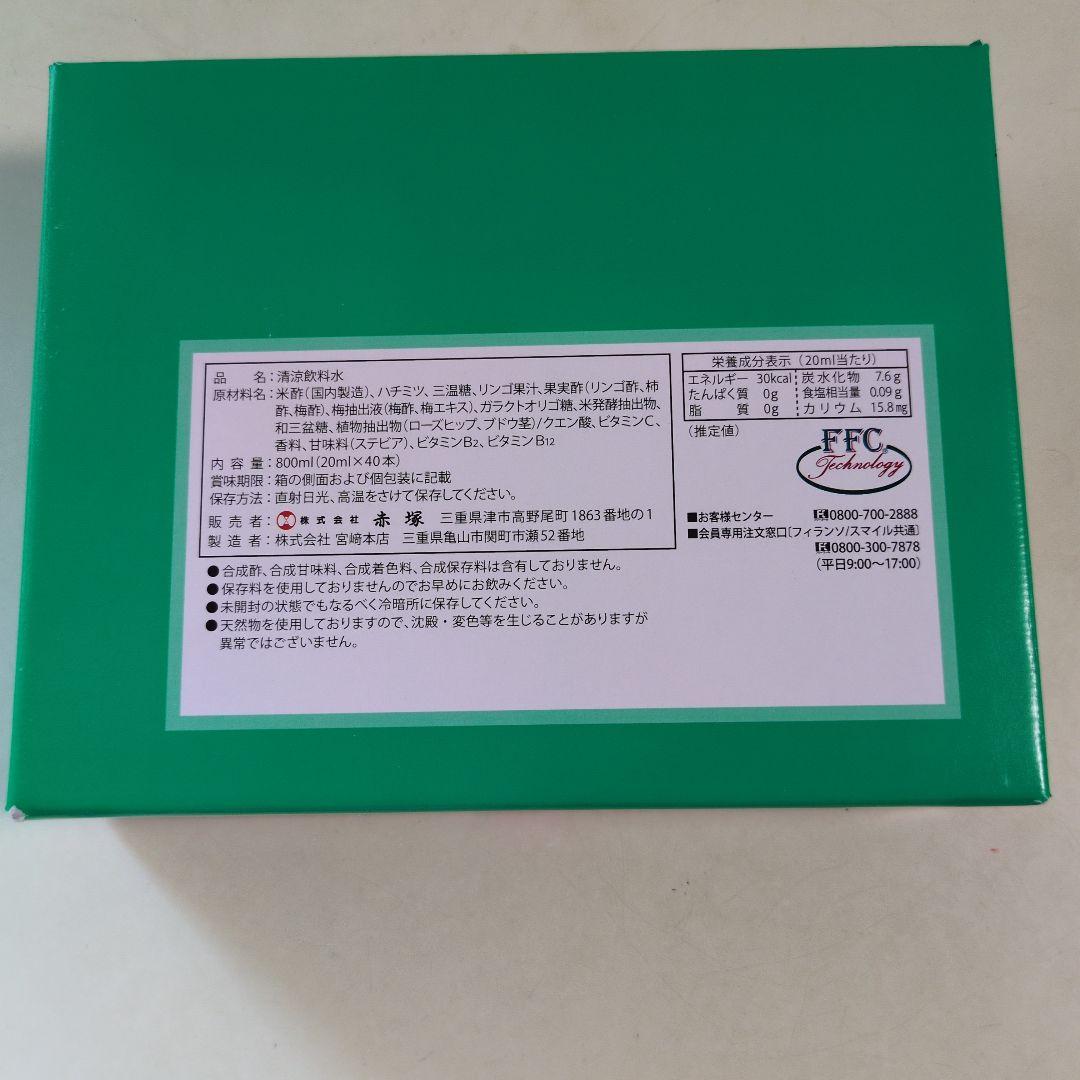 品 名：清涼飲料水
原材料名：米酢（国内製造）、ハチミツ、三温糖、リンゴ果汁、果実酢（リンゴ酢、柿
酢、梅酢）、梅抽出液（梅酢、梅エキス）、ガラクトオリゴ糖、米発酵抽出物、
和三盆糖、植物抽出物（ローズヒップ、ブドウ茎）/クエン酸、ビタミンC、
香料、甘味料（ステビア）、ビタミンB2、ビタミンB12
内 容 量：800ml（20ml×40本）
賞味期限：箱の側面および個包装に記載
保存方法：直射日光、高温をさけて保存してください。
販 売 者：株式会社 赤塚 三重県津市高野尾町1863番地の1
製 造 者：株式会社 宮﨑本店 三重県亀山市関町市瀬52番地
●合成酢、合成甘味料、合成着色料、合成保存料は含有しておりません。
●保存料を使用しておりませんのでお早めにお飲みください。
●未開封の状態でもなるべく冷暗所に保存してください。
●天然物を使用しておりますので、沈殿・変色等を生じることがありますが
異常ではございません。
栄養成分表示（20ml当たり）
エネルギー 30kcal 炭水化物 7.6g
たんぱく質 0g 食塩相当量 0.09g
脂 質 0g カリウム 15.8mg
（推定値）
FFC®
Technology
■お客様センター 0800-700-2888
■会員専用注文窓口〔フィランソ/スマイル共通〕
0800-300-7878
（平日9:00〜17:00）